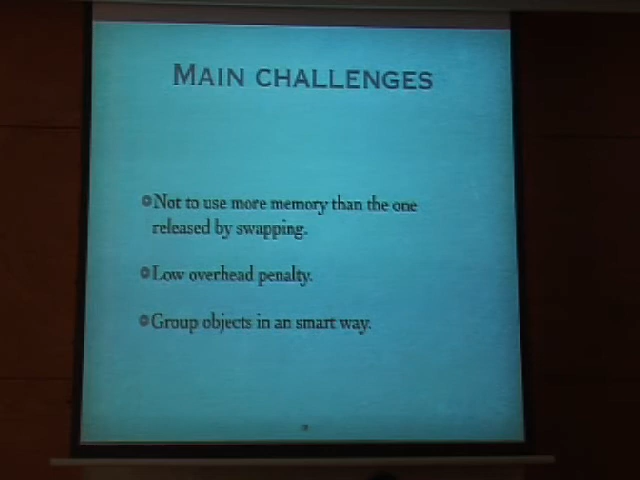 MAIN CHALLENGES
Not to use more memory than the one
released by swapping.
Low overhead penalty.
Group objects in an smart way.